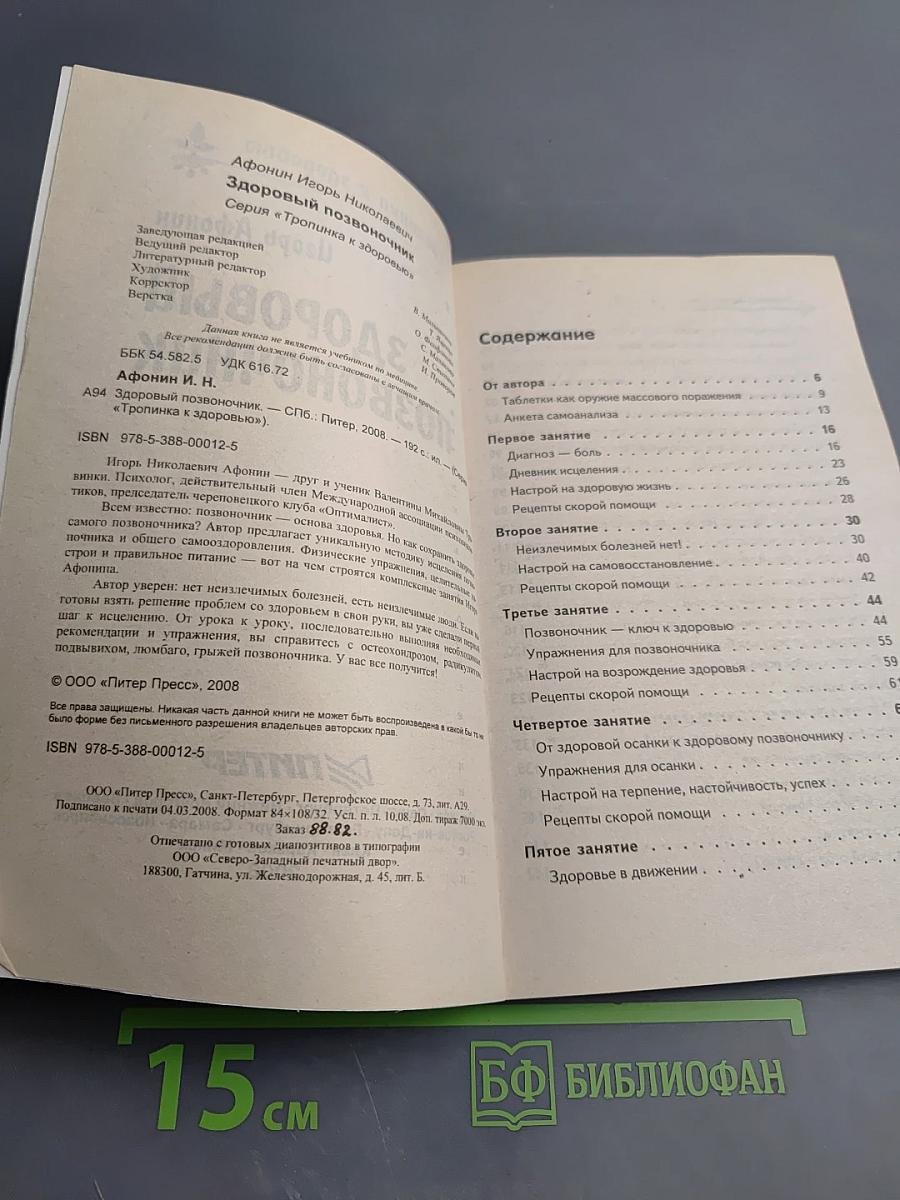 Афонин Игорь Николаевич
Здоровый позвоночник
Серия «Тропинка к здоровью»
Заведующая редакцией
Ведущий редактор
Литературный редактор
Художник
Корректор
Верстка
Данная книга не является учебником по медицине
Все рекомендации должны быть согласованы с лечащим врачом.
ББК 54.582.5 УДК 616.72
Афонин И. Н.
А94 Здоровый позвоночник. — СПб.: Питер, 2008. — 192 с.: ил. — (Серия
«Тропинка к здоровью»).
ISBN 978-5-388-00012-5
Игорь Николаевич Афонин — друг и ученик Валентины Михайловны
винки. Психолог, действительный член Международной ассоциации
тиков, председатель череповецкого клуба «Оптималист».
Всем известно: позвоночник — основа здоровья. Но как сохранить здоровье
самого позвоночника? Автор предлагает уникальную методику исцеления
почника и общего самооздоровления. Физические упражнения, целительные на
строи и правильное питание — вот на чем строятся комплексные занятия Игоря
Афонина.
Автор уверен: нет неизлечимых болезней, есть неизлечимые люди. Если вы
готовы взять решение проблем со здоровьем в свои руки, вы уже сделали первый
шаг к исцелению. От урока к уроку, последовательно выполняя необходимые
рекомендации и упражнения, вы справитесь с остеохондрозом, радикулитом
подвывихом, люмбаго, грыжей позвоночника. У вас все получится!
© ООО «Питер Пресс», 2008
Все права защищены. Никакая часть данной книги не может быть воспроизведена в какой бы то ни
было форме без письменного разрешения владельцев авторских прав.
ISBN 978-5-388-00012-5
ООО «Питер Пресс», Санкт-Петербург, Петергофское шоссе, д. 73, лит. А29.
Подписано к печати 04.03.2008. Формат 84×108/32. Усл. п. л. 10,08. Доп. тираж 7000 экз.
Заказ 88.82.
Отпечатано с готовых диапозитивов в типографии
ООО «Северо-Западный печатный двор».
188300, Гатчина, ул. Железнодорожная, д. 45, лит. Б.
Содержание
От автора . . . 6
Таблетки как оружие массового поражения . . . 9
Анкета самоанализа . . . 13
Первое занятие . . . 16
Диагноз — боль . . . 16
Дневник исцеления . . . 23
Настрой на здоровую жизнь . . . 26
Рецепты скорой помощи . . . 28
Второе занятие . . . 30
Неизлечимых болезней нет! . . . 30
Настрой на самовосстановление . . . 40
Рецепты скорой помощи . . . 42
Третье занятие . . . 44
Позвоночник — ключ к здоровью . . . 44
Упражнения для позвоночника . . . 55
Настрой на возрождение здоровья . . . 59
Рецепты скорой помощи . . . 61
Четвертое занятие . . . 6
От здоровой осанки к здоровому позвоночнику . . .
Упражнения для осанки . . .
Настрой на терпение, настойчивость, успех
Рецепты скорой помощи . . .
Пятое занятие . . .
Здоровье в движении . . .
15 см
БФ БИБЛИОФАН